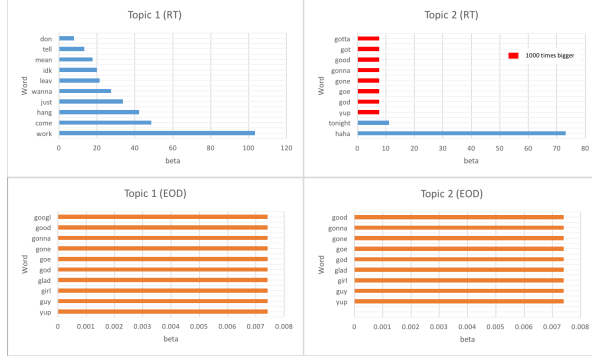 Topic 1 (RT)
Word
don
tell
mean
idk
leav
wanna
just
hang
come
work
0 20 40 60 80 100 120
beta
Topic 2 (RT)
Word
gotta
got
good
gonna
gone
goe
god
yup
tonight
haha
1000 times bigger
0 10 20 30 40 50 60 70 80
beta
Topic 1 (EOD)
Word
googl
good
gonna
gone
goe
god
glad
girl
guy
yup
0 0.001 0.002 0.003 0.004 0.005 0.006 0.007 0.008
beta
Topic 2 (EOD)
Word
good
gonna
gone
goe
god
glad
girl
guy
yup
0 0.001 0.002 0.003 0.004 0.005 0.006 0.007 0.008
beta